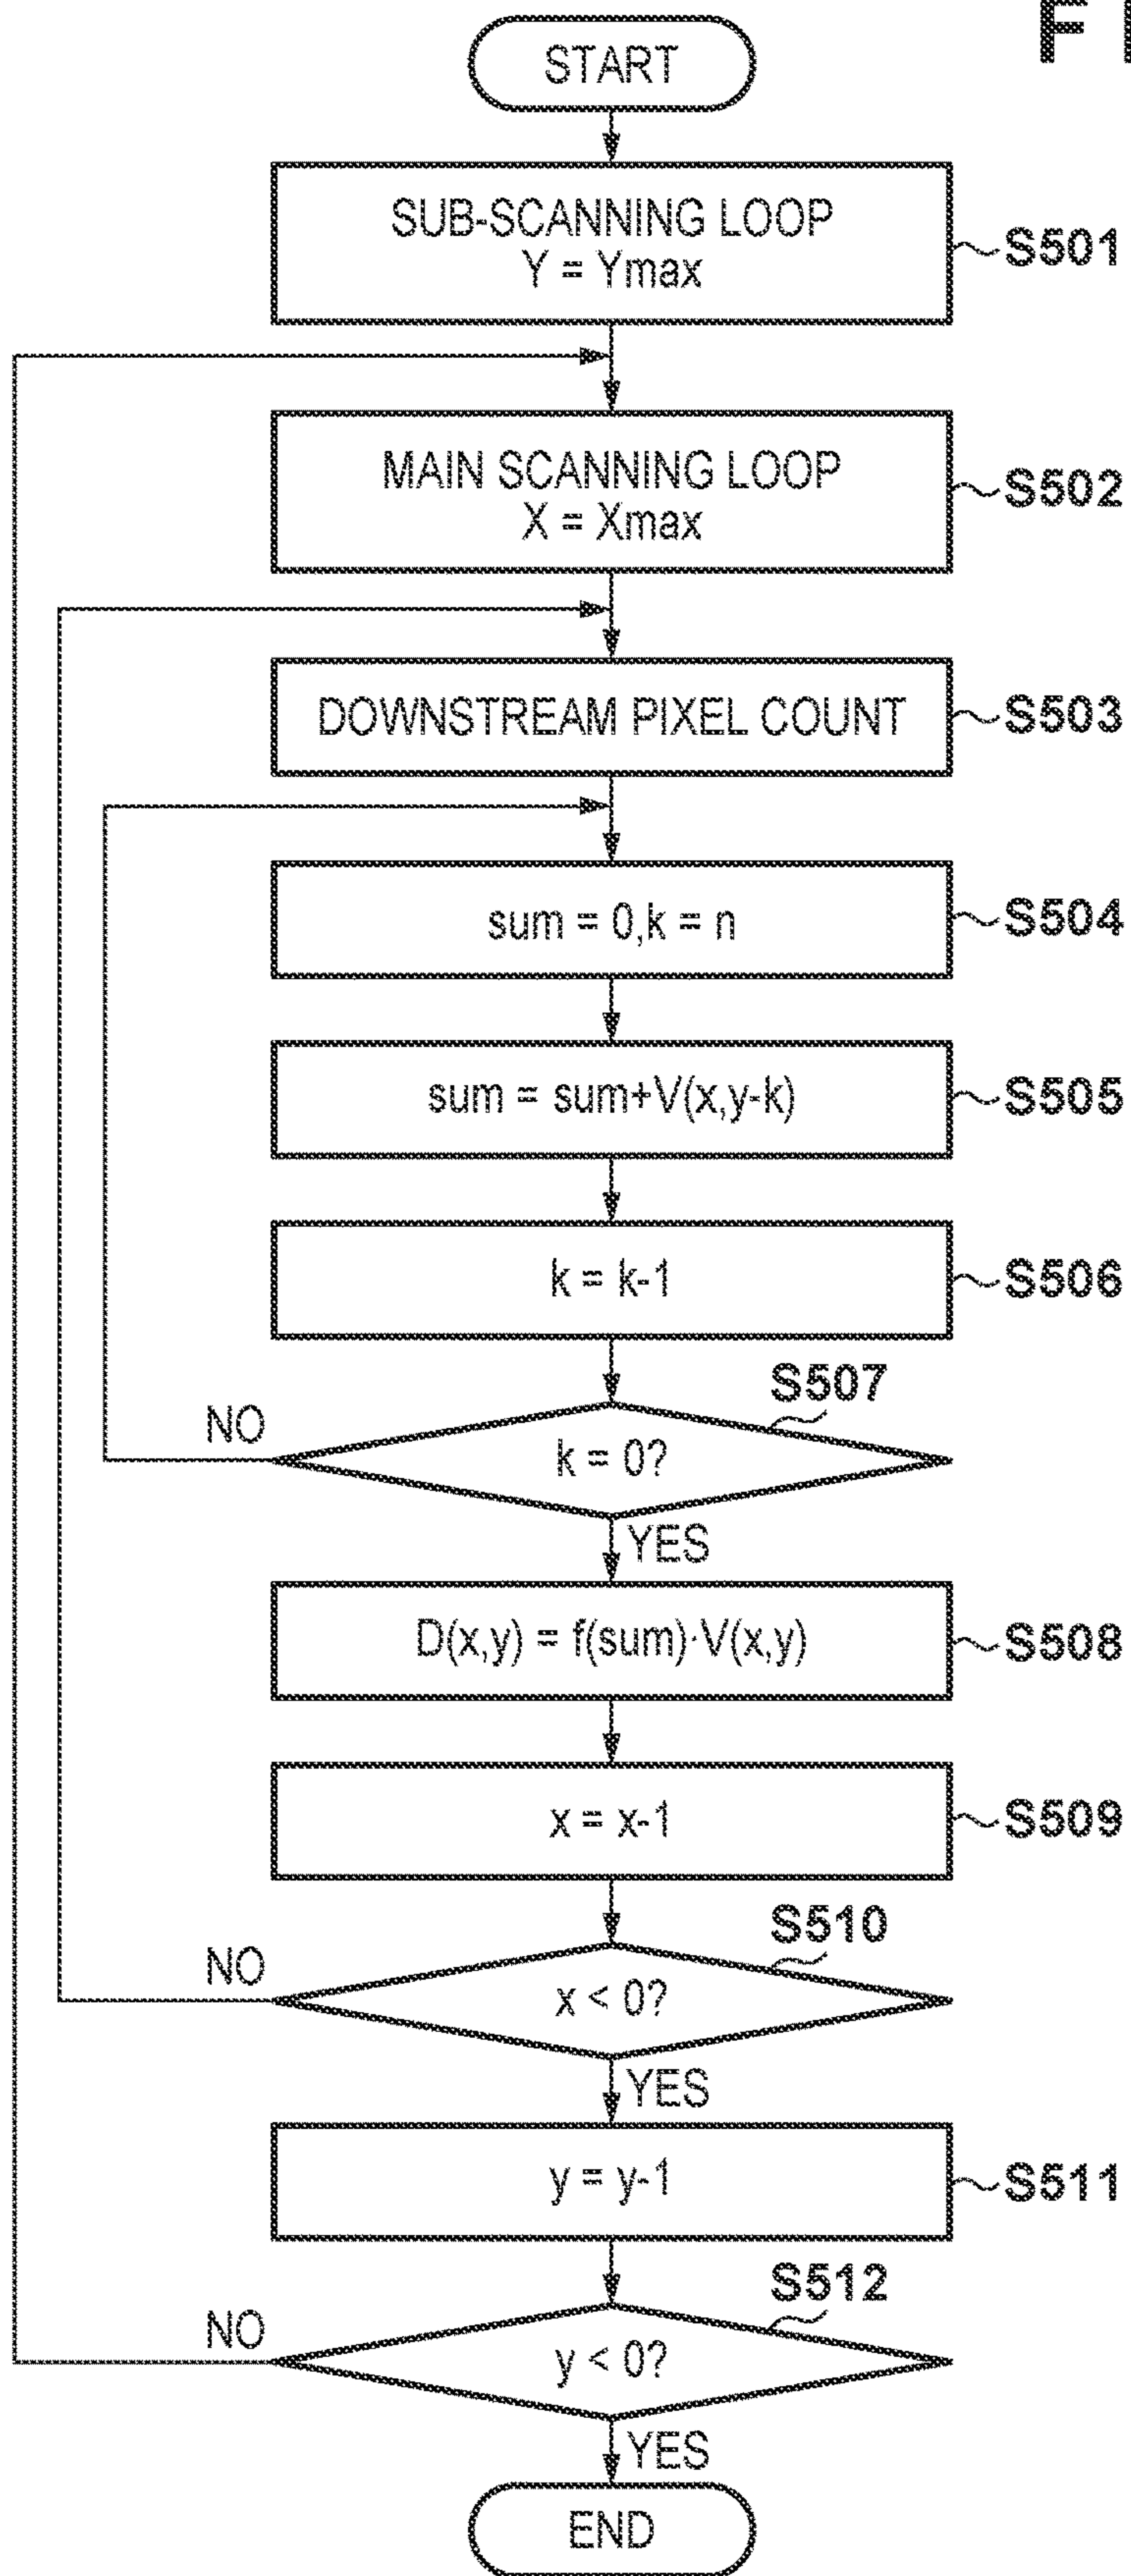 START
SUB-SCANNING LOOP
Y = Ymax
S501
MAIN SCANNING LOOP
X = Xmax
S502
DOWNSTREAM PIXEL COUNT
S503
sum = 0,k = n
S504
sum = sum+V(x,y-k)
S505
k = k-1
S506
S507
NO
k = 0?
YES
D(x,y) = f(sum)·V(x,y)
S508
x = x-1
S509
S510
NO
x < 0?
YES
y = y-1
S511
S512
NO
y < 0?
YES
END